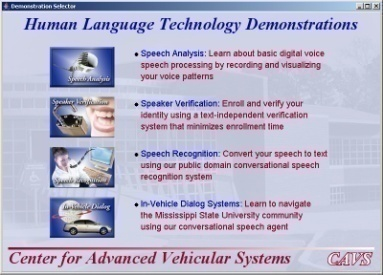 Demonstration Selector
Human Language Technology Demonstrations
Speech Analysis
Speech Analysis: Learn about basic digital voice
speech processing by recording and visualizing
your voice patterns
Speaker Verification
Speaker Verification: Enroll and verify your
identity using a text-independent verification
system that minimizes enrollment time
Speech Recognition
Speech Recognition: Convert your speech to text
using our public domain conversational speech
recognition system
In-Vehicle Dialog
In-Vehicle Dialog Systems: Learn to navigate
the Mississippi State University community
using our conversational speech agent
Center for Advanced Vehicular Systems
CAVS